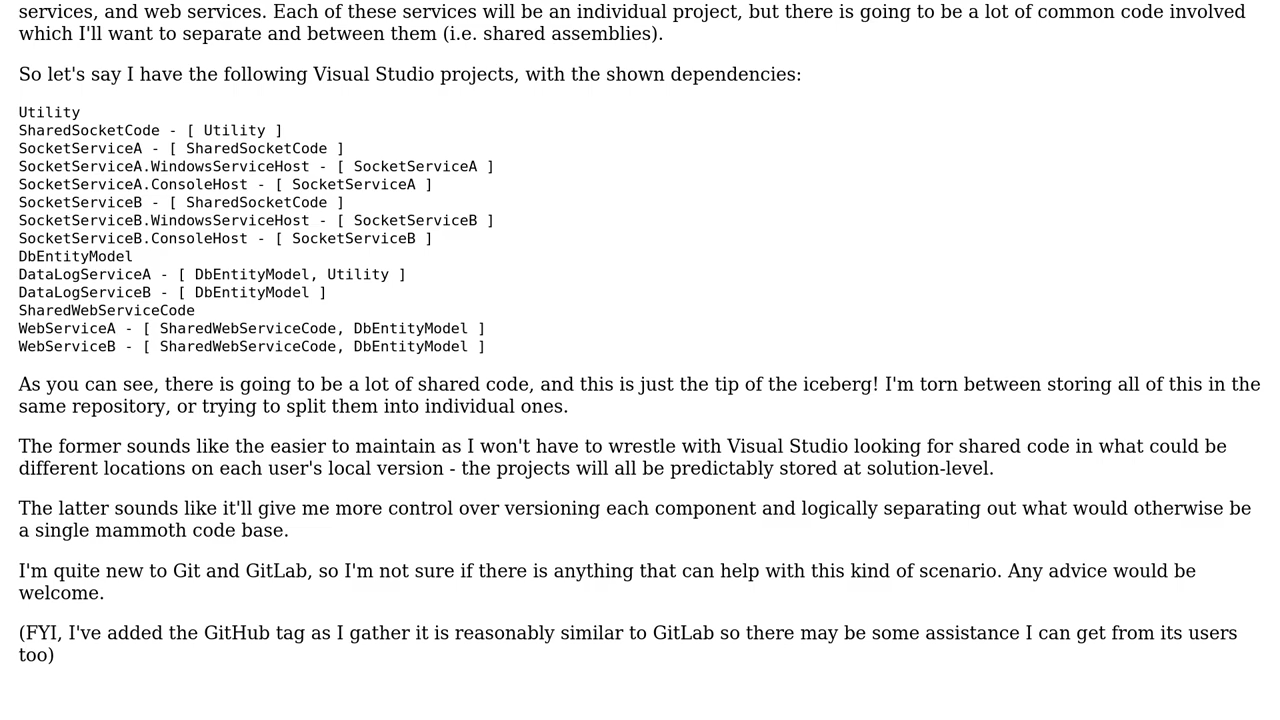 services, and web services. Each of these services will be an individual project, but there is going to be a lot of common code involved
which I'll want to separate and between them (i.e. shared assemblies).
So let's say I have the following Visual Studio projects, with the shown dependencies:
Utility
SharedSocketCode - [ Utility ]
SocketServiceA - [ SharedSocketCode ]
SocketServiceA.WindowsServiceHost - [ SocketServiceA ]
SocketServiceA.ConsoleHost - [ SocketServiceA ]
SocketServiceB - [ SharedSocketCode ]
SocketServiceB.WindowsServiceHost - [ SocketServiceB ]
SocketServiceB.ConsoleHost - [ SocketServiceB ]
DbEntityModel
DataLogServiceA - [ DbEntityModel, Utility ]
DataLogServiceB - [ DbEntityModel ]
SharedWebServiceCode
WebServiceA - [ SharedWebServiceCode, DbEntityModel ]
WebServiceB - [ SharedWebServiceCode, DbEntityModel ]
As you can see, there is going to be a lot of shared code, and this is just the tip of the iceberg! I'm torn between storing all of this in the
same repository, or trying to split them into individual ones.
The former sounds like the easier to maintain as I won't have to wrestle with Visual Studio looking for shared code in what could be
different locations on each user's local version - the projects will all be predictably stored at solution-level.
The latter sounds like it'll give me more control over versioning each component and logically separating out what would otherwise be
a single mammoth code base.
I'm quite new to Git and GitLab, so I'm not sure if there is anything that can help with this kind of scenario. Any advice would be
welcome.
(FYI, I've added the GitHub tag as I gather it is reasonably similar to GitLab so there may be some assistance I can get from its users
too)